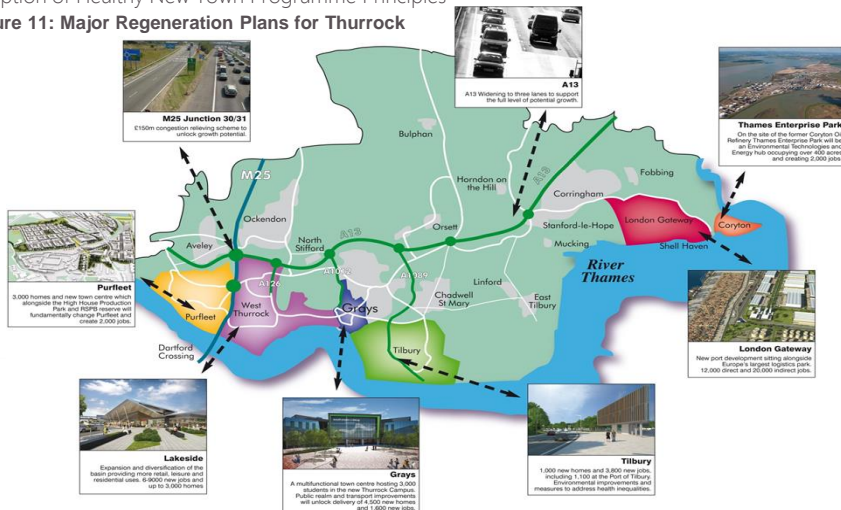 ption of Healthy New Town Programme Principles
ure 11: Major Regeneration Plans for Thurrock
M25 Junction 30/31
£150m congestion relieving scheme to
unlock growth potential.
A13
A13 Widening to three lanes to support
the full level of potential growth.
Thames Enterprise Park
On the site of the former Coryton Oil
Refinery Thames Enterprise Park will be
an Environmental Technologies and
Energy hub occupying over 400 acres
and creating 2,000 jobs.
Purfleet
3,000 homes and new town centre which
alongside the High House Production
Park and RSPB reserve will
fundamentally change Purfleet and
create 2,000 jobs.
London Gateway
New port development sitting alongside
Europe's largest logistics park.
12,000 direct and 20,000 indirect jobs.
Lakeside
Expansion and diversification of the
basin providing more retail, leisure and
residential uses. 6-9000 new jobs and
up to 3,000 homes
Grays
A multifunctional town centre hosting 3,000
students in the new Thurrock Campus.
Public realm and transport improvements
will unlock delivery of 4,500 new homes
and 1,600 new jobs.
Tilbury
1,000 new homes and 3,800 new jobs,
including 1,100 at the Port of Tilbury.
Environmental improvements and
measures to address health inequalities.
M25
Bulphan
Ockendon
Aveley
North
Stifford
A13
Orsett
Horndon on
the Hill
A13
Fobbing
Corringham
Stanford-le-Hope
London Gateway
Coryton
Shell Haven
Mucking
River
Thames
Linford
East
Tilbury
Chadwell
St Mary
A1089
A126
West
Thurrock
Grays
Purfleet
Dartford
Crossing
Tilbury